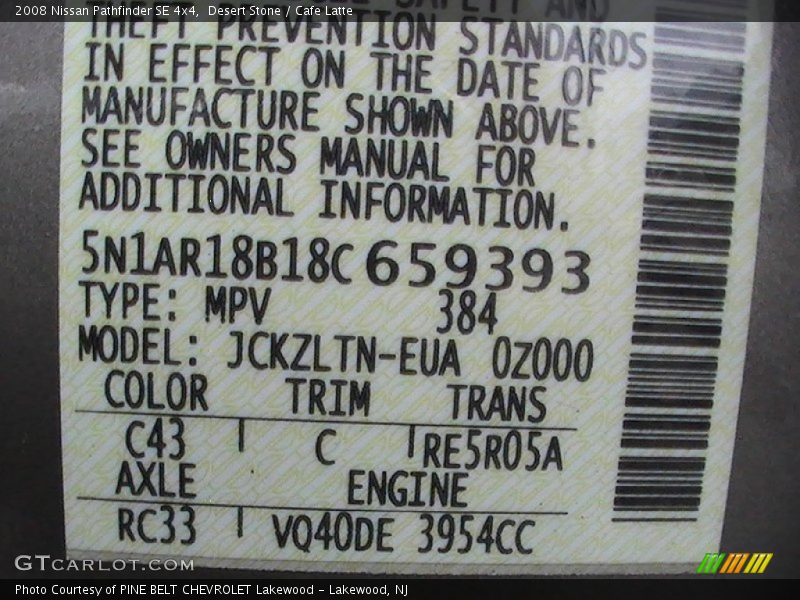 2008 Nissan Pathfinder SE 4x4,  Desert Stone / Cafe Latte
SAFETY AND
THEFT PREVENTION STANDARDS
IN EFFECT ON THE DATE OF
MANUFACTURE SHOWN ABOVE.
SEE OWNERS MANUAL FOR
ADDITIONAL INFORMATION.
5N1AR18B18C659393
TYPE: MPV 384
MODEL: JCKZLTN-EUA 0Z000
COLOR TRIM TRANS
C43 C RE5R05A
AXLE ENGINE
RC33 VQ40DE 3954CC
GTCARLOT.COM
Photo Courtesy of PINE BELT CHEVROLET Lakewood - Lakewood, NJ